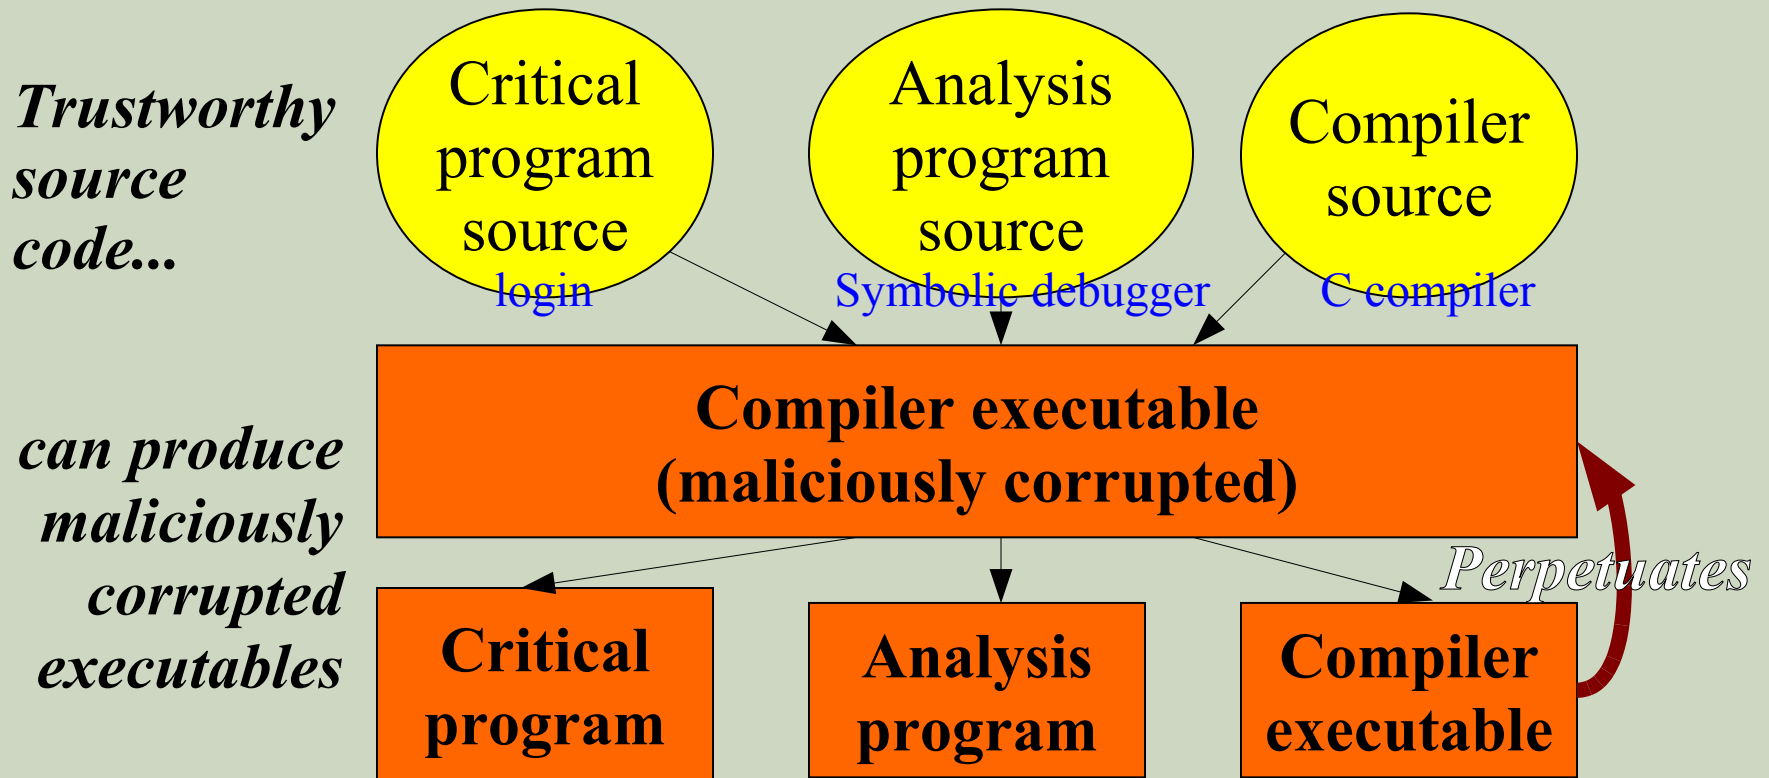 Trustworthy
source
code...
Critical
program
source
login
Analysis
program
source
Symbolic debugger
Compiler
source
C compiler
can produce
maliciously
corrupted
executables
Compiler executable
(maliciously corrupted)
Perpetuates
Critical
program
Analysis
program
Compiler
executable